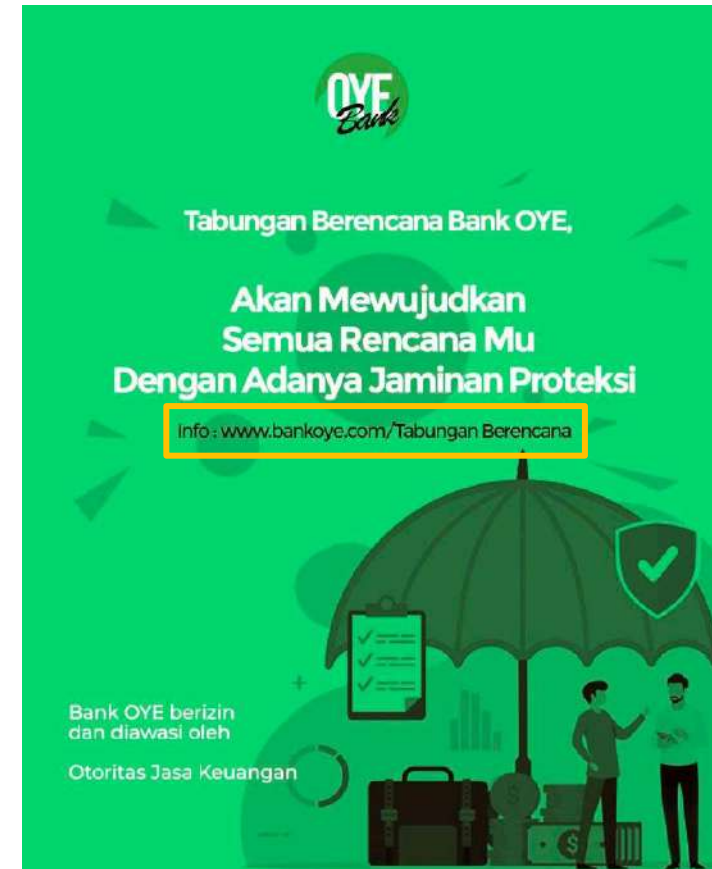 OYE
Bank
Tabungan Berencana Bank OYE,
Akan Mewujudkan
Semua Rencana Mu
Dengan Adanya Jaminan Proteksi
Info : www.bankoye.com/Tabungan Berencana
Bank OYE berizin
dan diawasi oleh
Otoritas Jasa Keuangan